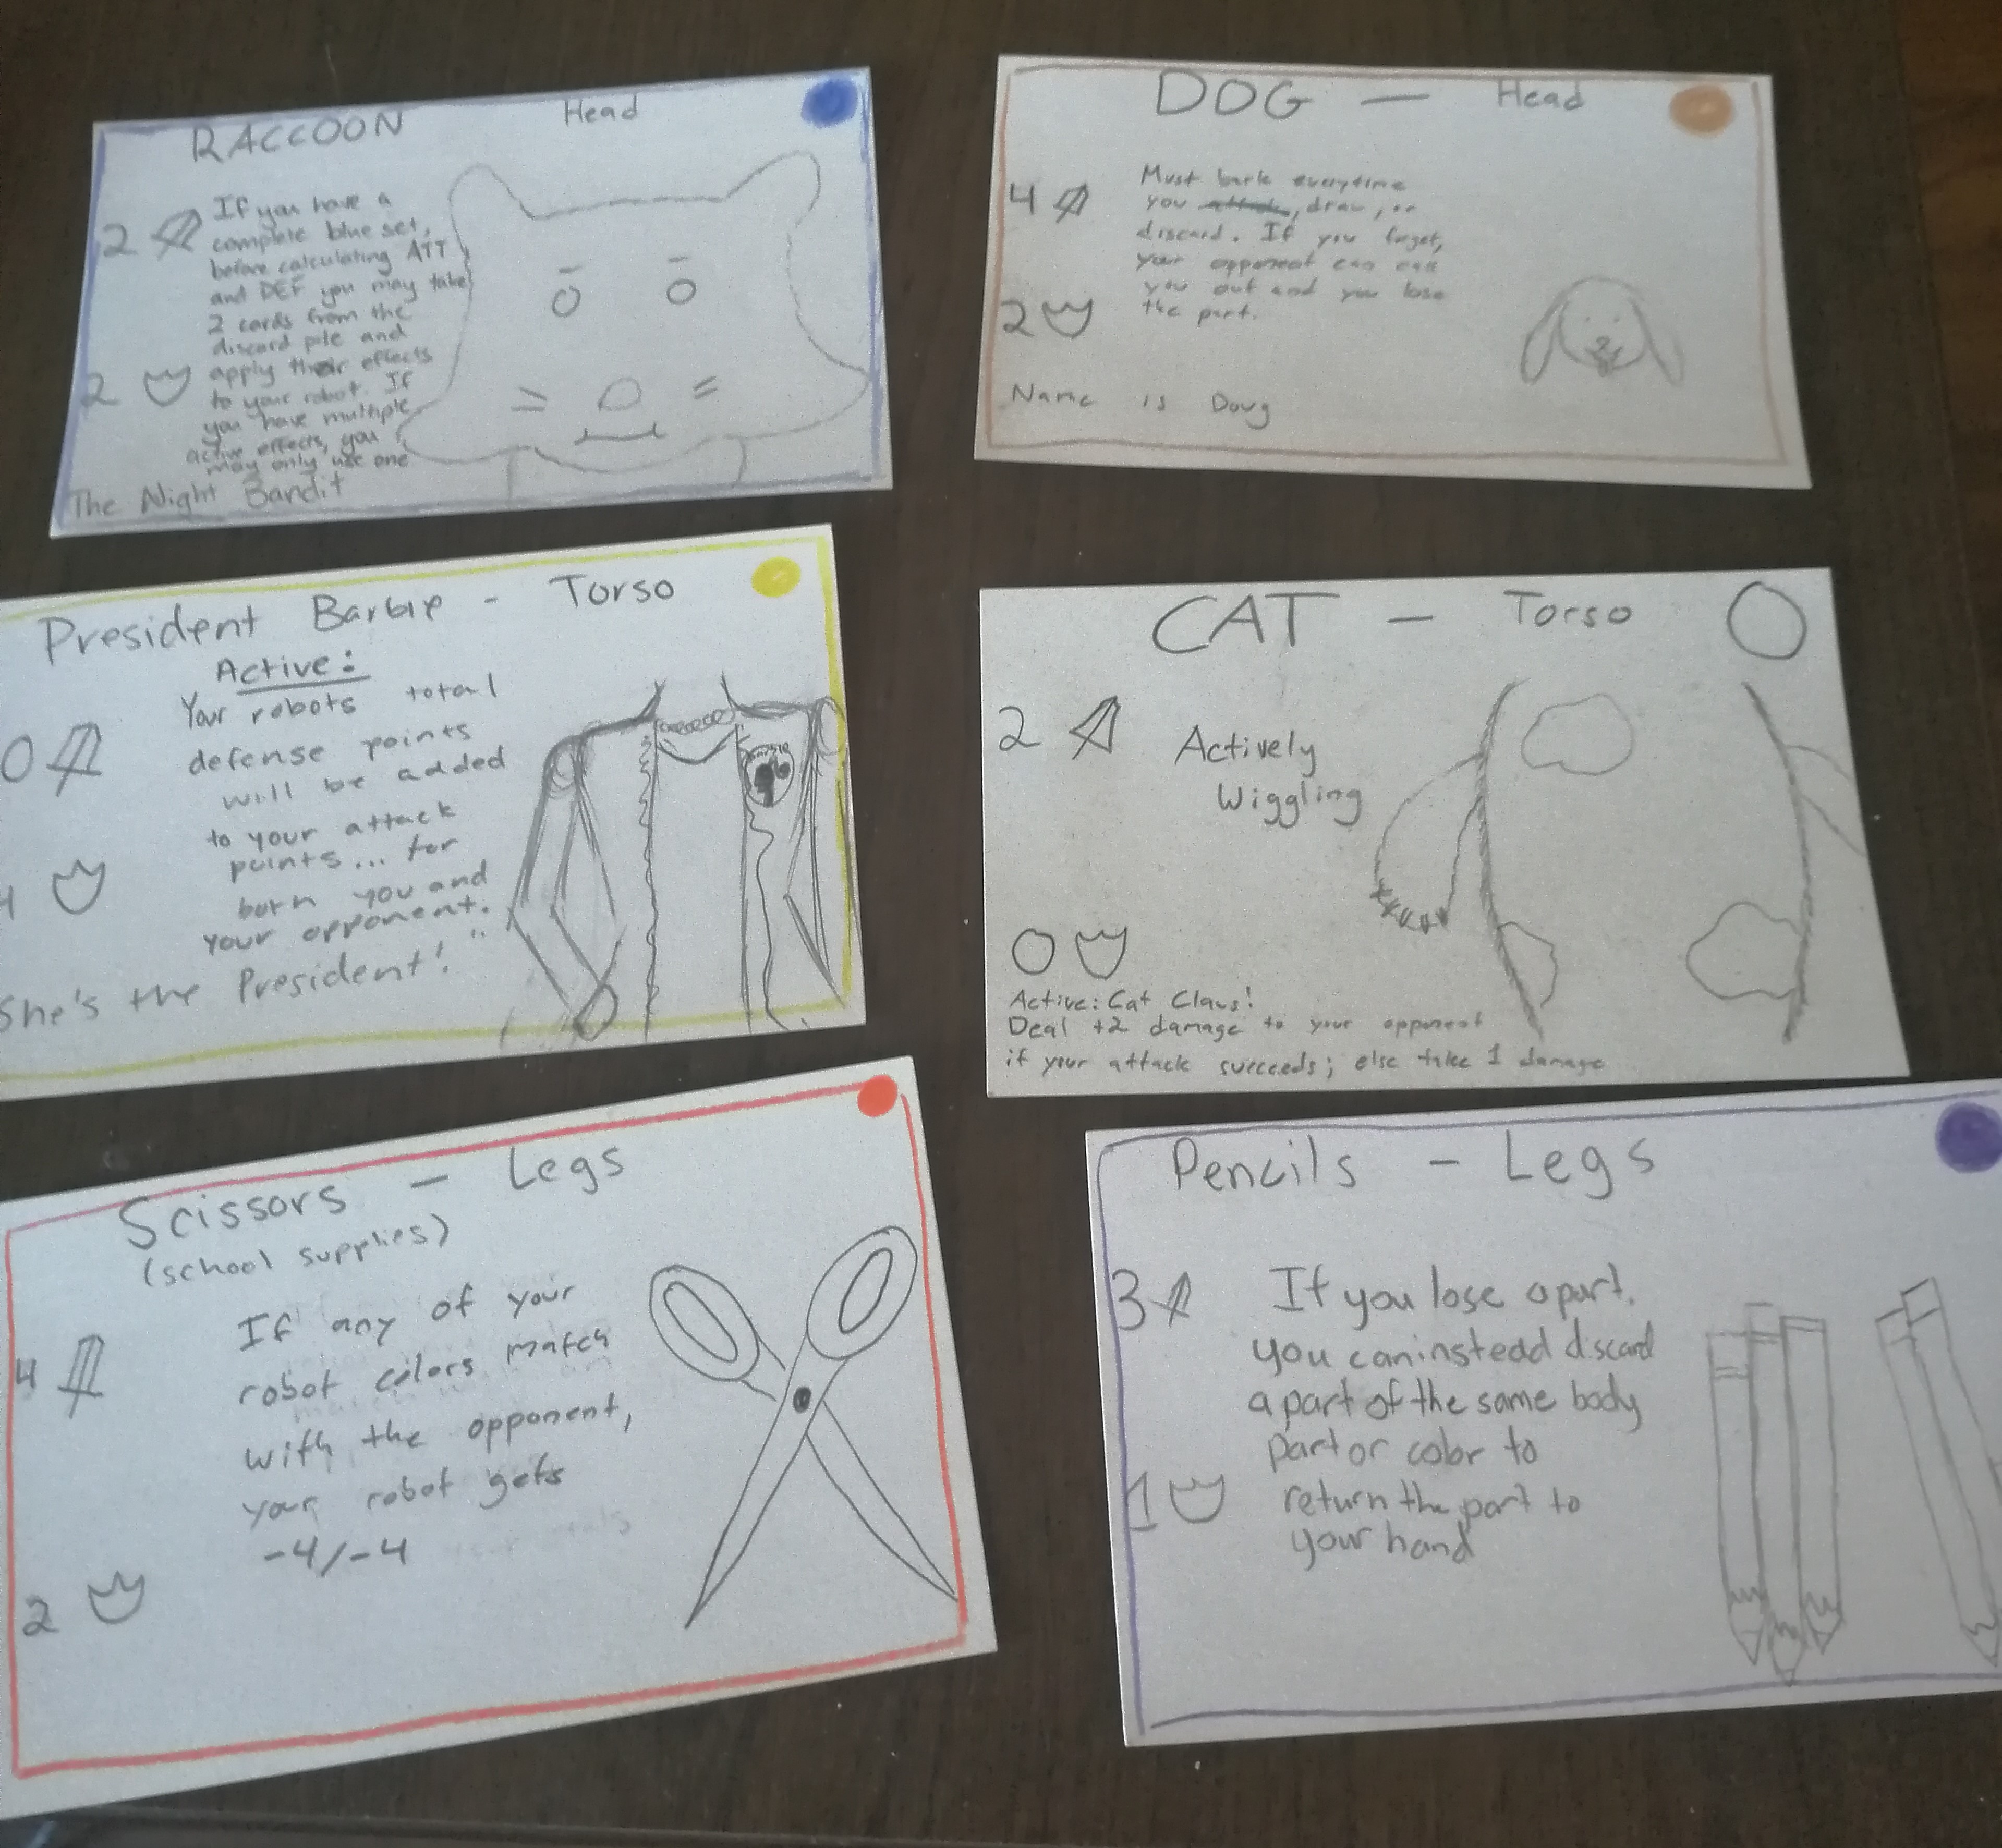 RACCOON Head
2
If you have a
complete blue set,
before calculating ATT
and DEF you may take
2 cards from the
discard pile and
apply their effects
to your robot. If
you have multiple
active effects, you
may only use one
2
The Night Bandit
DOG — Head
4
Must bark everytime
you , draw, or
discard. If you forget,
your opponent can call
you out and you lose
the part.
2
Name is Doug
President Barbie - Torso
Active:
Your robots total
defense points
will be added
to your attack
points... for
both you and
your opponent.
0
4
She's the President!"
CAT — Torso
2
Actively
Wiggling
0
Active: Cat Claws!
Deal +2 damage to your opponent
if your attack succeeds; else take 1 damage
Scissors — Legs
(school supplies)
4
If any of your
robot colors match
with the opponent,
your robot gets
-4/-4
2
Pencils - Legs
3
If you lose a part,
you can instedd discard
a part of the same body
part or color to
return the part to
your hand
1